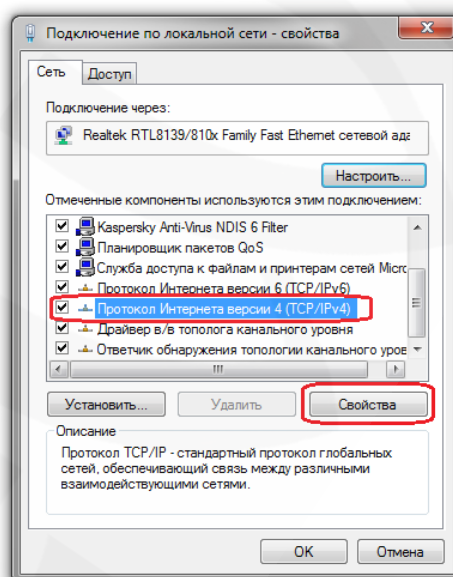 Подключение по локальной сети - свойства
Сеть Доступ
Подключение через:
Realtek RTL8139/810x Family Fast Ethernet сетевой ада
Настроить...
Отмеченные компоненты используются этим подключением:
Kaspersky Anti-Virus NDIS 6 Filter
Планировщик пакетов QoS
Служба доступа к файлам и принтерам сетей Micro
Протокол Интернета версии 6 (TCP/IPv6)
Протокол Интернета версии 4 (TCP/IPv4)
Драйвер в/в тополога канального уровня
Ответчик обнаружения топологии канального уров
Установить... Удалить Свойства
Описание
Протокол TCP/IP - стандартный протокол глобальных
сетей, обеспечивающий связь между различными
взаимодействующими сетями.
OK Отмена